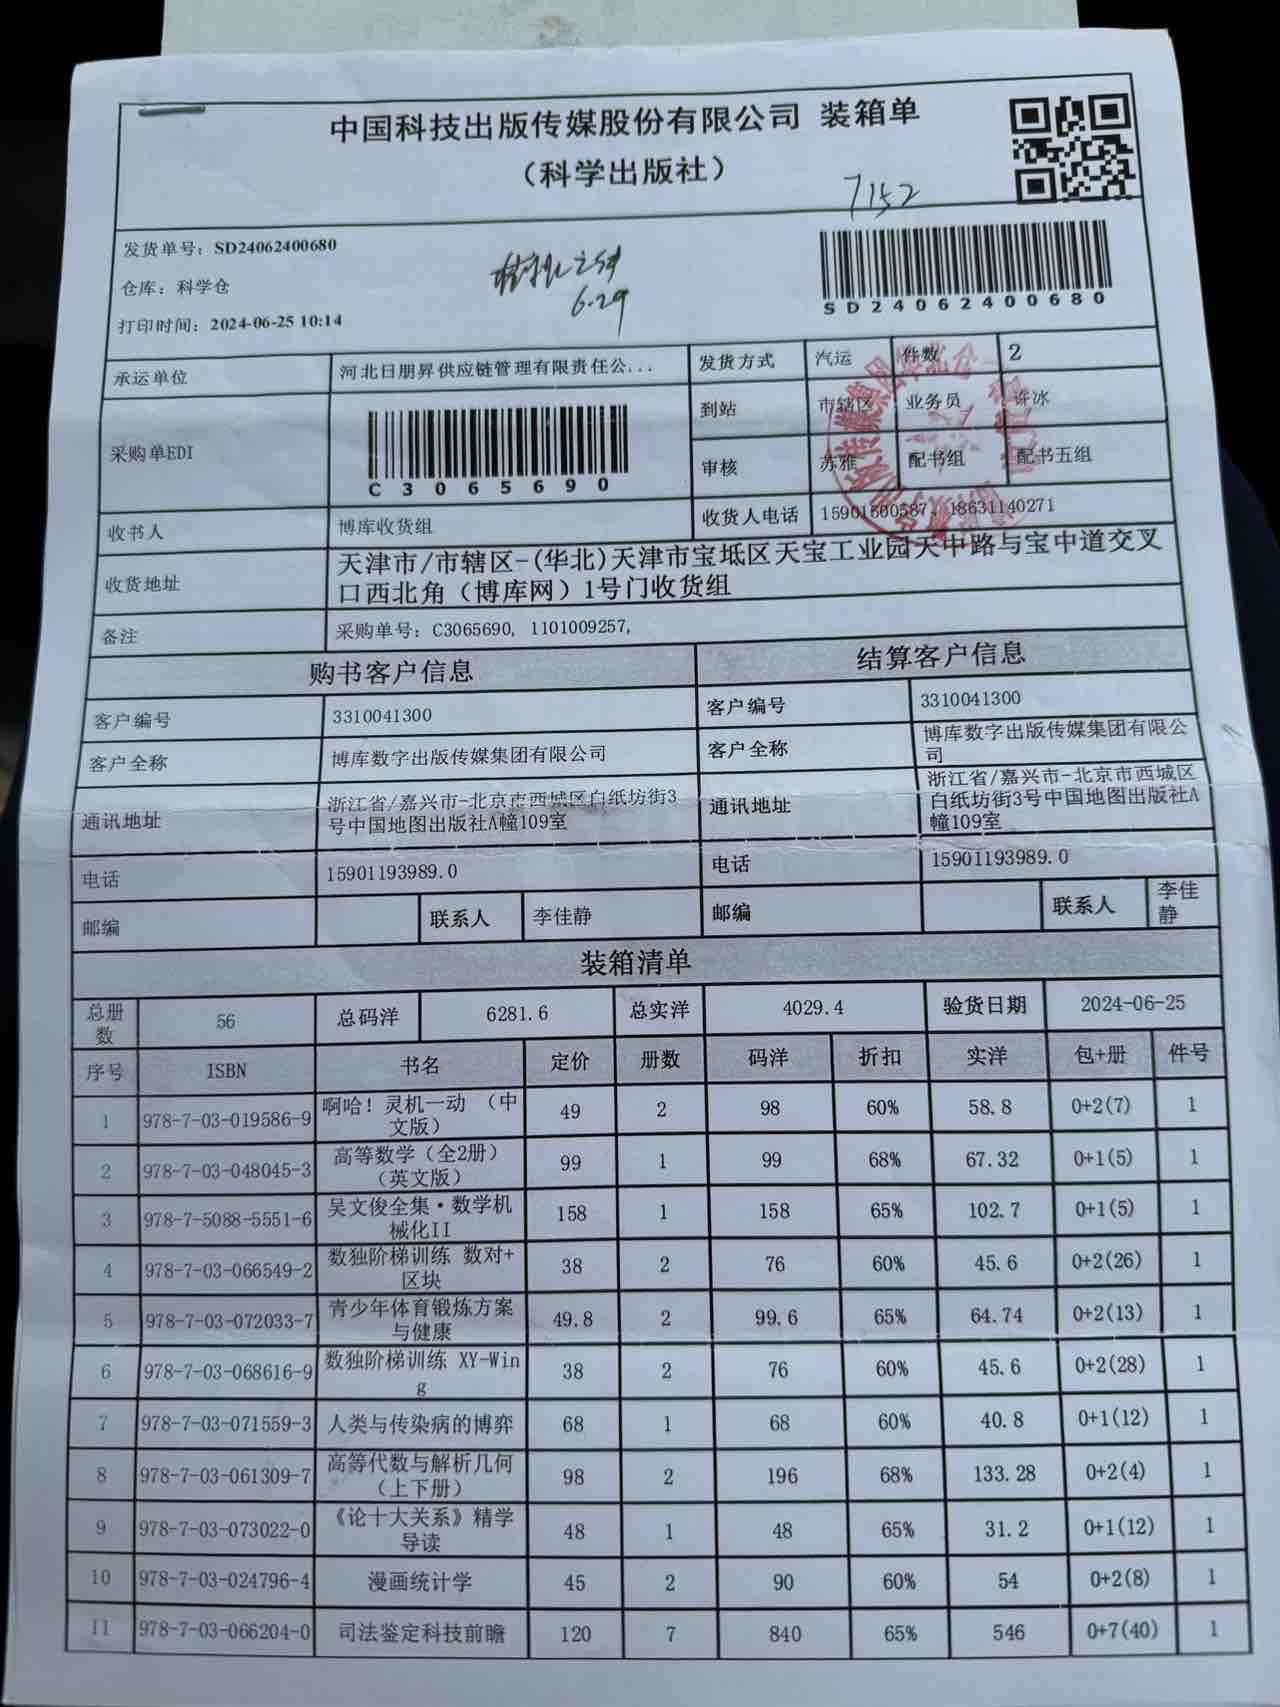 中国科技出版传媒股份有限公司 装箱单
（科学出版社）
7152
发货单号：SD24062400680
仓库：科学仓
6.29
打印时间：2024-06-25 10:14
SD24062400680
承运单位 河北日朋昇供应链管理有限责任公... 发货方式 汽运 件数 2
采购单EDI C3065690 到站 市辖区 业务员 许冰
审核 苏雅 配书组 配书五组
收书人 博库收货组 收货人电话 15901600587, 18631140271
收货地址 天津市/市辖区-(华北)天津市宝坻区天宝工业园天中路与宝中道交叉
口西北角（博库网）1号门收货组
备注 采购单号：C3065690, 1101009257,
购书客户信息 结算客户信息
客户编号 3310041300 客户编号 3310041300
客户全称 博库数字出版传媒集团有限公司 客户全称 博库数字出版传媒集团有限公
司
通讯地址 浙江省/嘉兴市-北京市西城区白纸坊街3 通讯地址 浙江省/嘉兴市-北京市西城区
号中国地图出版社A幢109室 白纸坊街3号中国地图出版社A
幢109室
电话 15901193989.0 电话 15901193989.0
邮编 联系人 李佳静 邮编 联系人 李佳
静
装箱清单
总册
数 56 总码洋 6281.6 总实洋 4029.4 验货日期 2024-06-25
序号 ISBN 书名 定价 册数 码洋 折扣 实洋 包+册 件号
1 978-7-03-019586-9 啊哈！灵机一动 （中 49 2 98 60% 58.8 0+2(7) 1
文版）
2 978-7-03-048045-3 高等数学（全2册） 99 1 99 68% 67.32 0+1(5) 1
（英文版）
3 978-7-5088-5551-6 吴文俊全集·数学机 158 1 158 65% 102.7 0+1(5) 1
械化II
4 978-7-03-066549-2 数独阶梯训练 数对+ 38 2 76 60% 45.6 0+2(26) 1
区块
5 978-7-03-072033-7 青少年体育锻炼方案 49.8 2 99.6 65% 64.74 0+2(13) 1
与健康
6 978-7-03-068616-9 数独阶梯训练 XY-Win 38 2 76 60% 45.6 0+2(28) 1
g
7 978-7-03-071559-3 人类与传染病的博弈 68 1 68 60% 40.8 0+1(12) 1
8 978-7-03-061309-7 高等代数与解析几何 98 2 196 68% 133.28 0+2(4) 1
（上下册）
9 978-7-03-073022-0 《论十大关系》精学 48 1 48 65% 31.2 0+1(12) 1
导读
10 978-7-03-024796-4 漫画统计学 45 2 90 60% 54 0+2(8) 1
11 978-7-03-066204-0 司法鉴定科技前瞻 120 7 840 65% 546 0+7(40) 1